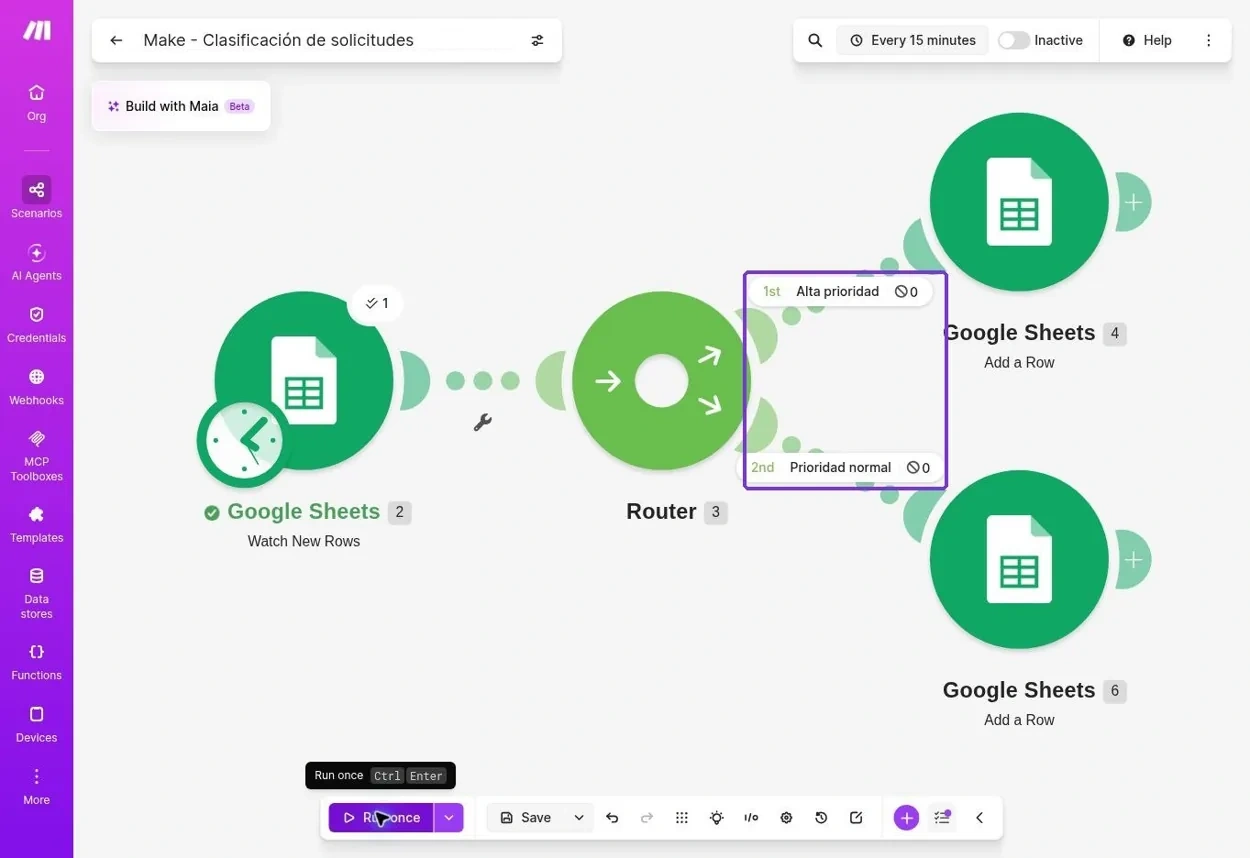 Make - Clasificación de solicitudes
Every 15 minutes
Inactive
Help
Build with Maia Beta
Org
Scenarios
AI Agents
Credentials
Webhooks
MCP
Toolboxes
Templates
Data
stores
Functions
Devices
More
1
Google Sheets 2
Watch New Rows
Router 3
1st Alta prioridad 0
2nd Prioridad normal 0
Google Sheets 4
Add a Row
Google Sheets 6
Add a Row
Run once Ctrl Enter
Run once
Save